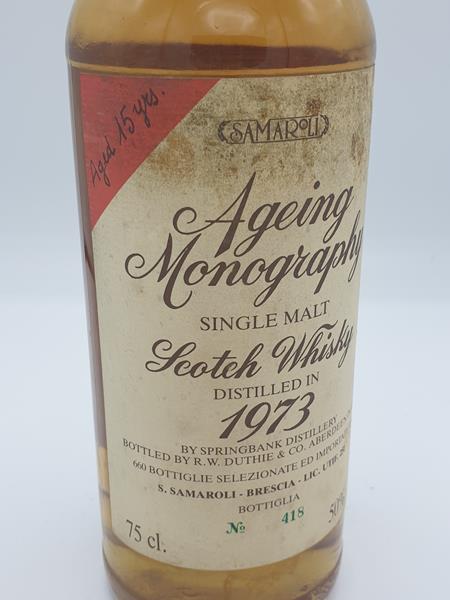 Aged 15 yrs.
SAMAROLI
Ageing
Monography
SINGLE MALT
Scotch Whisky
DISTILLED IN
1973
BY SPRINGBANK DISTILLERY
BOTTLED BY R.W. DUTHIE & CO. ABERDEEN
660 BOTTIGLIE SELEZIONATE ED IMPORTATE
S. SAMAROLI - BRESCIA - LIC. UTIF
BOTTIGLIA
75 cl. № 418 50%